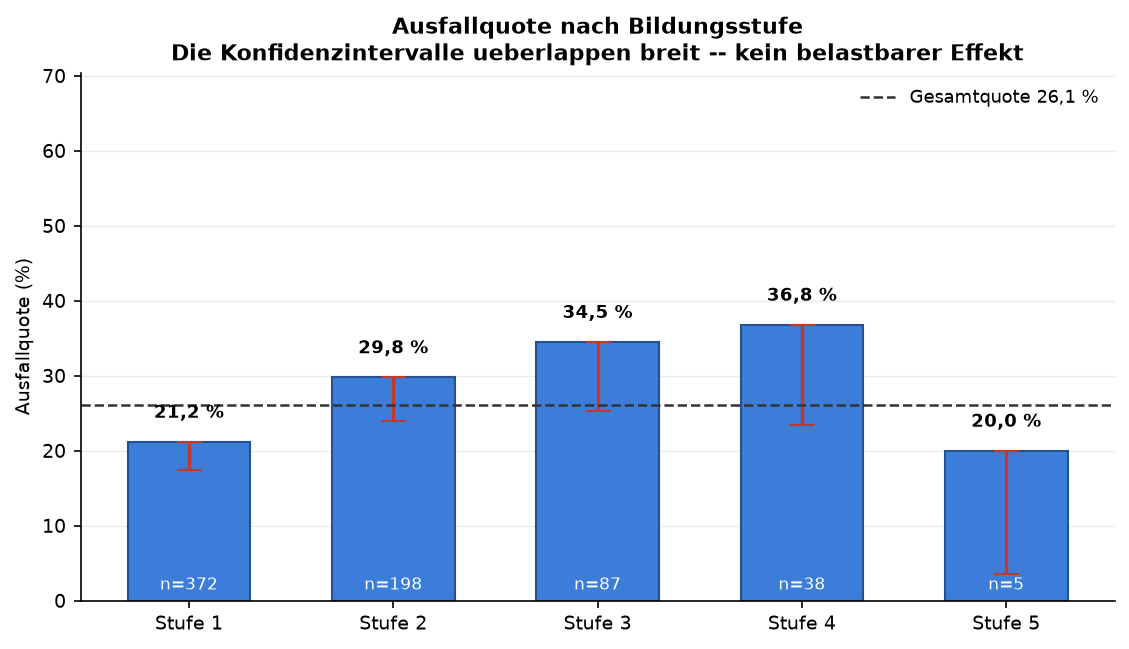 Ausfallquote nach Bildungsstufe
Die Konfidenzintervalle ueberlappen breit -- kein belastbarer Effekt
Gesamtquote 26,1 %
Ausfallquote (%)
70
60
50
40
30
20
10
0
21,2 %
29,8 %
34,5 %
36,8 %
20,0 %
n=372
n=198
n=87
n=38
n=5
Stufe 1
Stufe 2
Stufe 3
Stufe 4
Stufe 5